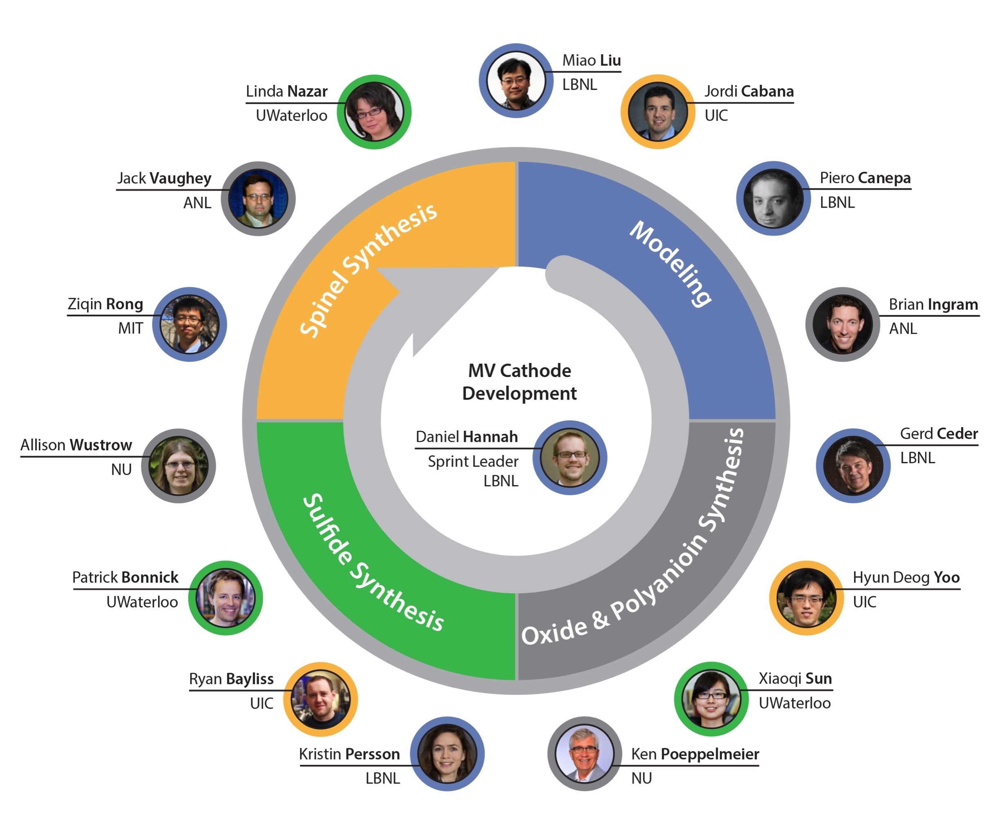 Miao Liu
LBNL
Jordi Cabana
UIC
Piero Canepa
LBNL
Brian Ingram
ANL
Gerd Ceder
LBNL
Hyun Deog Yoo
UIC
Xiaoqi Sun
UWaterloo
Ken Poeppelmeier
NU
Kristin Persson
LBNL
Ryan Bayliss
UIC
Patrick Bonnick
UWaterloo
Allison Wustrow
NU
Ziqin Rong
MIT
Jack Vaughey
ANL
Linda Nazar
UWaterloo
Spinel Synthesis
Modeling
Oxide & Polyanioin Synthesis
Sulfide Synthesis
MV Cathode
Development
Daniel Hannah
Sprint Leader
LBNL